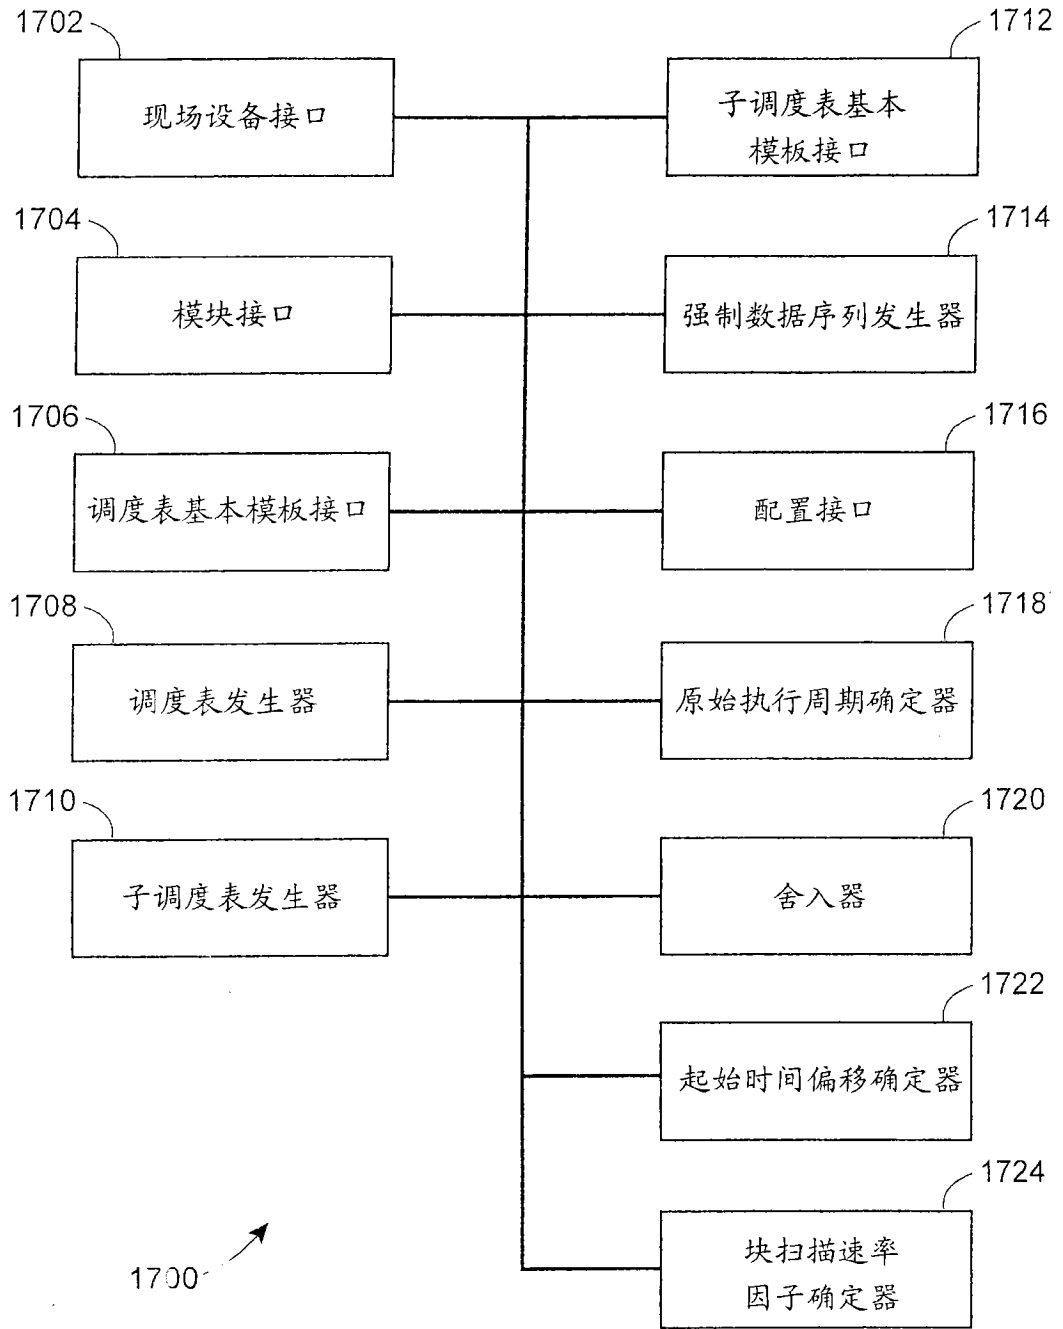 1702
现场设备接口
1704
模块接口
1706
调度表基本模板接口
1708
调度表发生器
1710
子调度表发生器
1712
子调度表基本
模板接口
1714
强制数据序列发生器
1716
配置接口
1718
原始执行周期确定器
1720
舍入器
1722
起始时间偏移确定器
1724
块扫描速率
因子确定器
1700